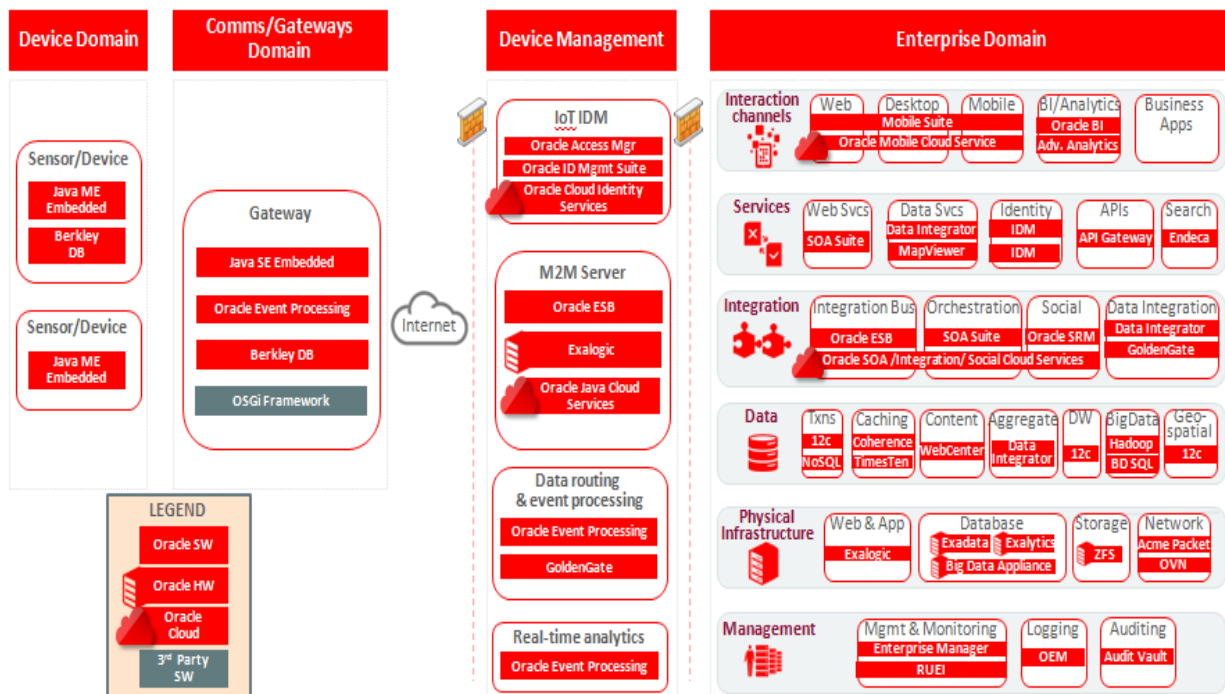 Device Domain
Comms/Gateways
Domain
Device Management
Enterprise Domain
Sensor/Device
Java ME
Embedded
Berkley
DB
Sensor/Device
Java ME
Embedded
Gateway
Java SE Embedded
Oracle Event Processing
Berkley DB
OSGi Framework
Internet
LEGEND
Oracle SW
Oracle HW
Oracle
Cloud
3rd Party
SW
IoT IDM
Oracle Access Mgr
Oracle ID Mgmt Suite
Oracle Cloud Identity
Services
M2M Server
Oracle ESB
Exalogic
Oracle Java Cloud
Services
Data routing
& event processing
Oracle Event Processing
GoldenGate
Real-time analytics
Oracle Event Processing
Interaction
channels
Web
Desktop
Mobile
Mobile Suite
Oracle Mobile Cloud Service
BI/Analytics
Oracle BI
Adv. Analytics
Business
Apps
Services
Web Svcs
SOA Suite
Data Svcs
Data Integrator
MapViewer
Identity
IDM
IDM
APIs
API Gateway
Search
Endeca
Integration
Integration Bus
Oracle ESB
Orchestration
SOA Suite
Social
Oracle SRM
Oracle SOA /Integration/ Social Cloud Services
Data Integration
Data Integrator
GoldenGate
Data
Txns
12c
NoSQL
Caching
Coherence
TimesTen
Content
WebCenter
Aggregate
Data
Integrator
DW
12c
BigData
Hadoop
BD SQL
Geo-
spatial
12c
Physical
Infrastructure
Web & App
Exalogic
Database
Exadata
Exalytics
Big Data Appliance
Storage
ZFS
Network
Acme Packet
OVN
Management
Mgmt & Monitoring
Enterprise Manager
RUEI
Logging
OEM
Auditing
Audit Vault